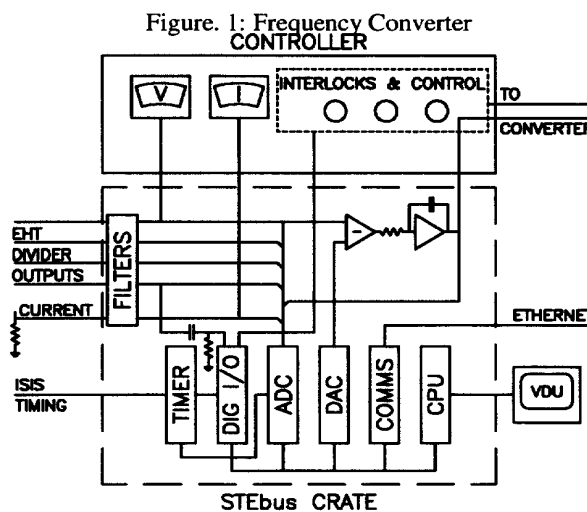 Figure. 1: Frequency Converter
CONTROLLER
V
I
INTERLOCKS & CONTROL
TO
CONVERTER
EHT
DIVIDER
OUTPUTS
CURRENT
FILTERS
-
ETHERNET
ISIS
TIMING
TIMER
DIG I/O
ADC
DAC
COMMS
CPU
VDU
STEbus CRATE